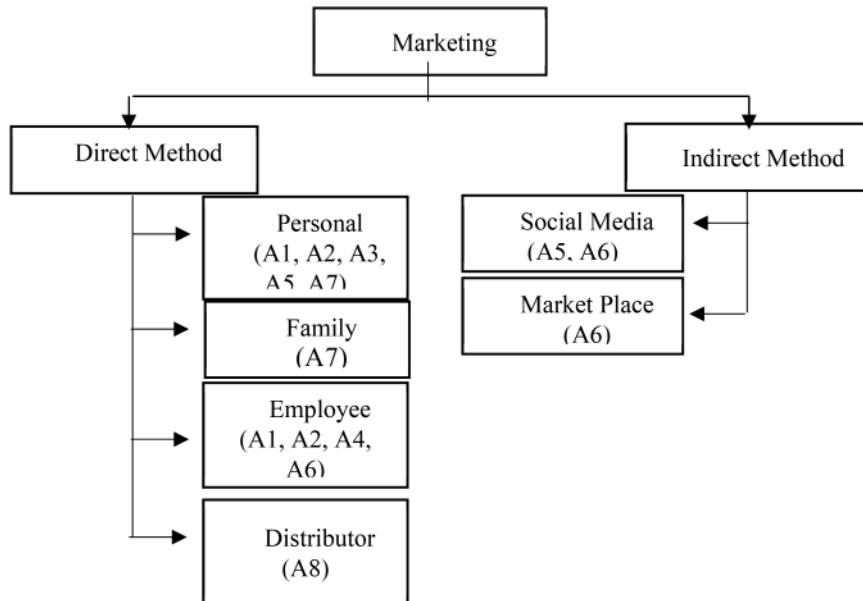 Marketing
Direct Method
Personal
(A1, A2, A3,
A5, A7)
Family
(A7)
Employee
(A1, A2, A4,
A6)
Distributor
(A8)
Indirect Method
Social Media
(A5, A6)
Market Place
(A6)